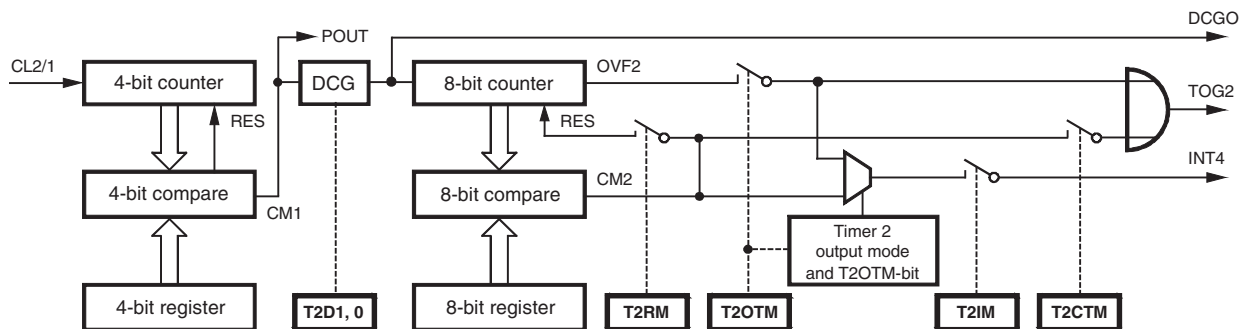 DCGO
POUT
CL2/1
4-bit counter
DCG
8-bit counter
OVF2
TOG2
RES
RES
INT4
4-bit compare
8-bit compare
CM2
CM1
Timer 2
output mode
and T2OTM-bit
4-bit register
T2D1, 0
8-bit register
T2RM
T2OTM
T2IM
T2CTM